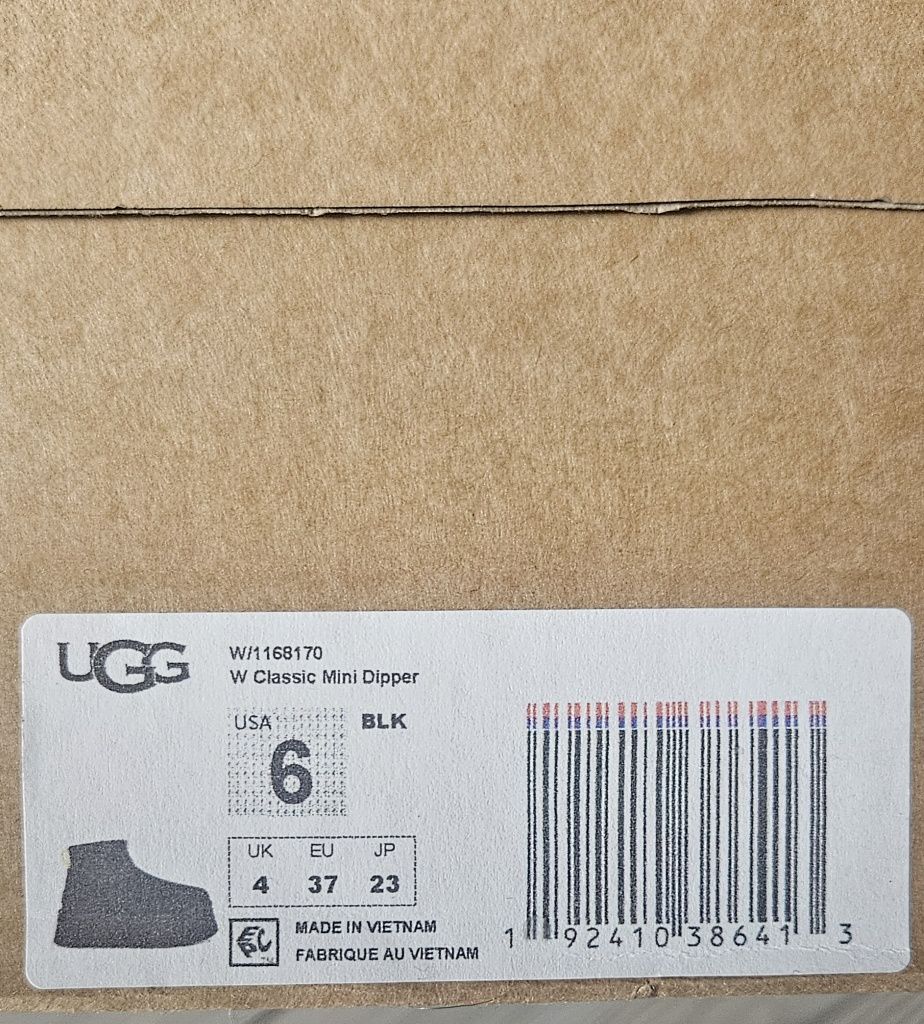 UGG
W/1168170
W Classic Mini Dipper
USA BLK
6
UK EU JP
4 37 23
MADE IN VIETNAM
FABRIQUE AU VIETNAM
1 92410 38641 3